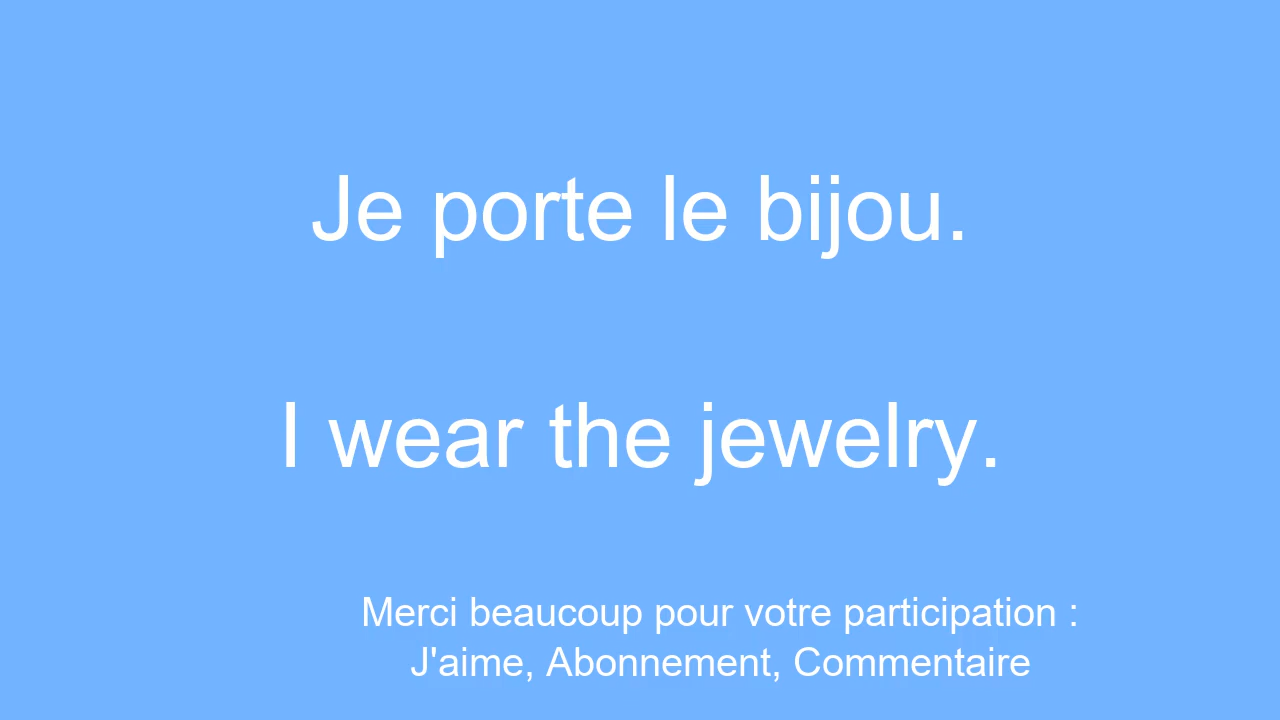 Je porte le bijou.
I wear the jewelry.
Merci beaucoup pour votre participation :
J'aime, Abonnement, Commentaire